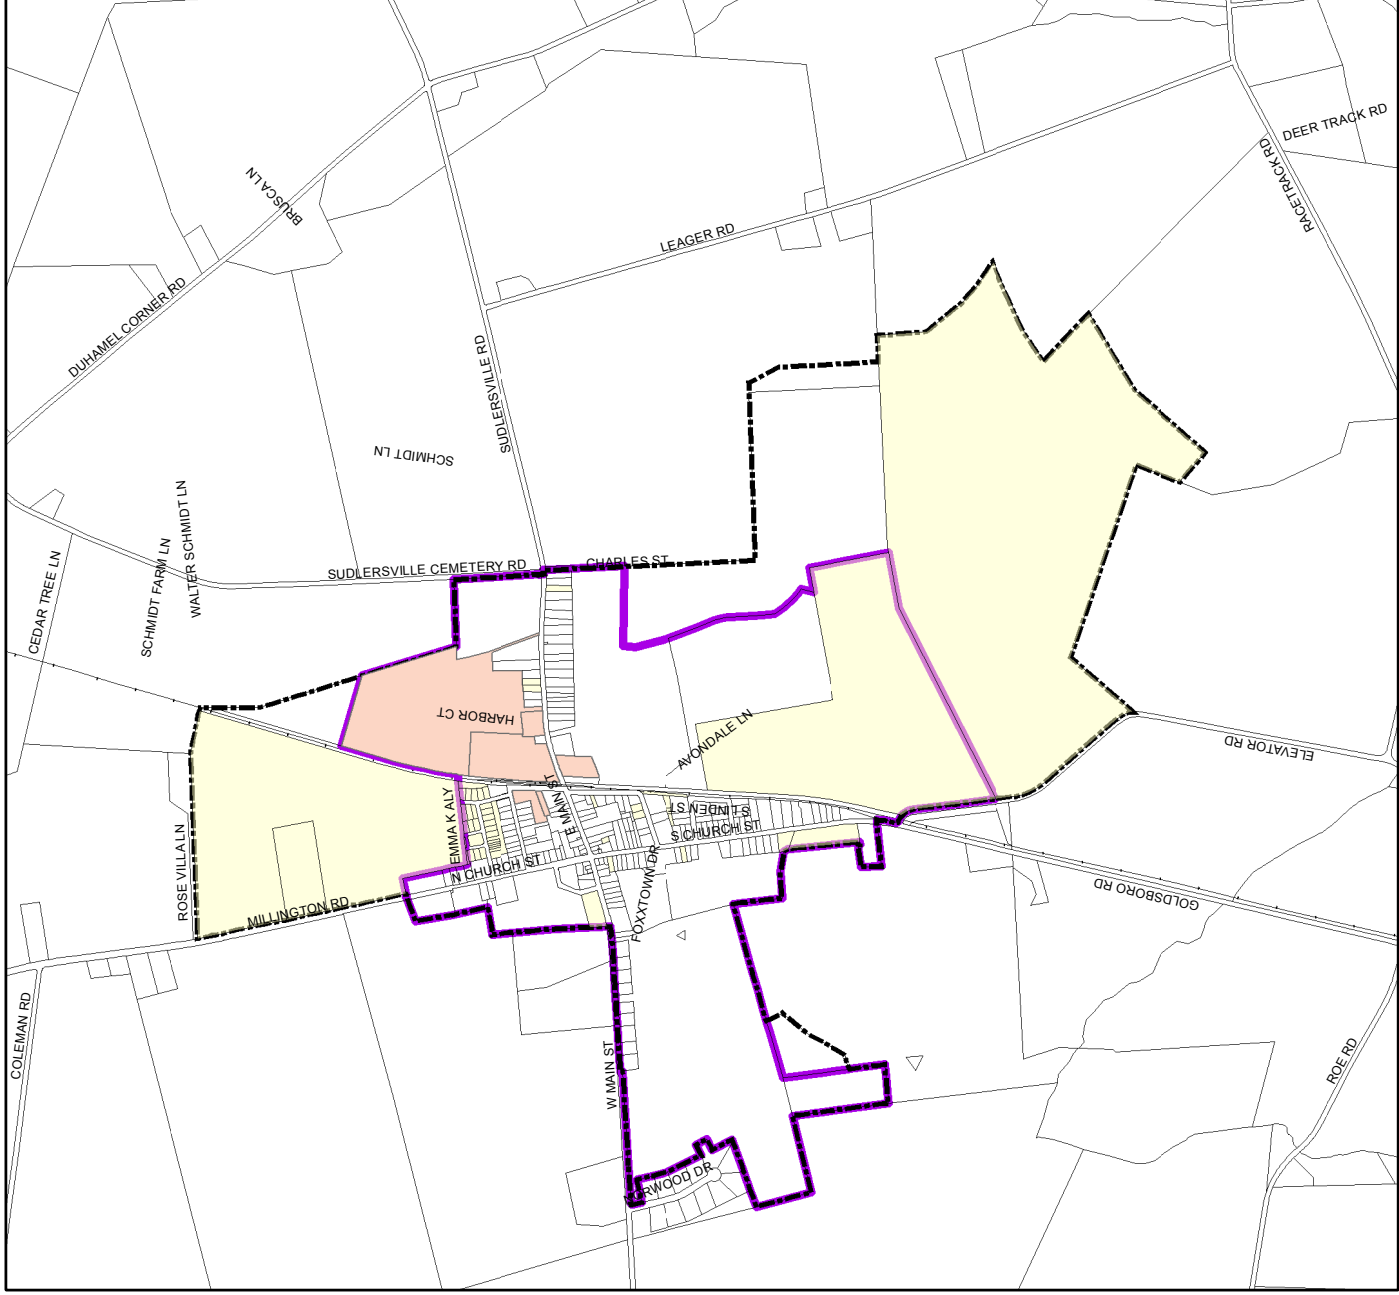 DEER TRACK RD
RACETRACK RD
BRUSCA LN
LEAGER RD
DUHAMEL CORNER RD
SUDLERSVILLE RD
SCHMIDT LN
WALTER SCHMIDT LN
SCHMIDT FARM LN
CEDAR TREE LN
SUDLERSVILLE CEMETERY RD
CHARLES ST
HARBOR CT
AVONDALE LN
ELEVATOR RD
E MAIN ST
S LINDEN ST
EMMA K ALY
S CHURCH ST
N CHURCH ST
ROSE VILLA LN
MILLINGTON RD
FOXXTOWN DR
GOLDSBORO RD
COLEMAN RD
W MAIN ST
ROE RD
NORWOOD DR